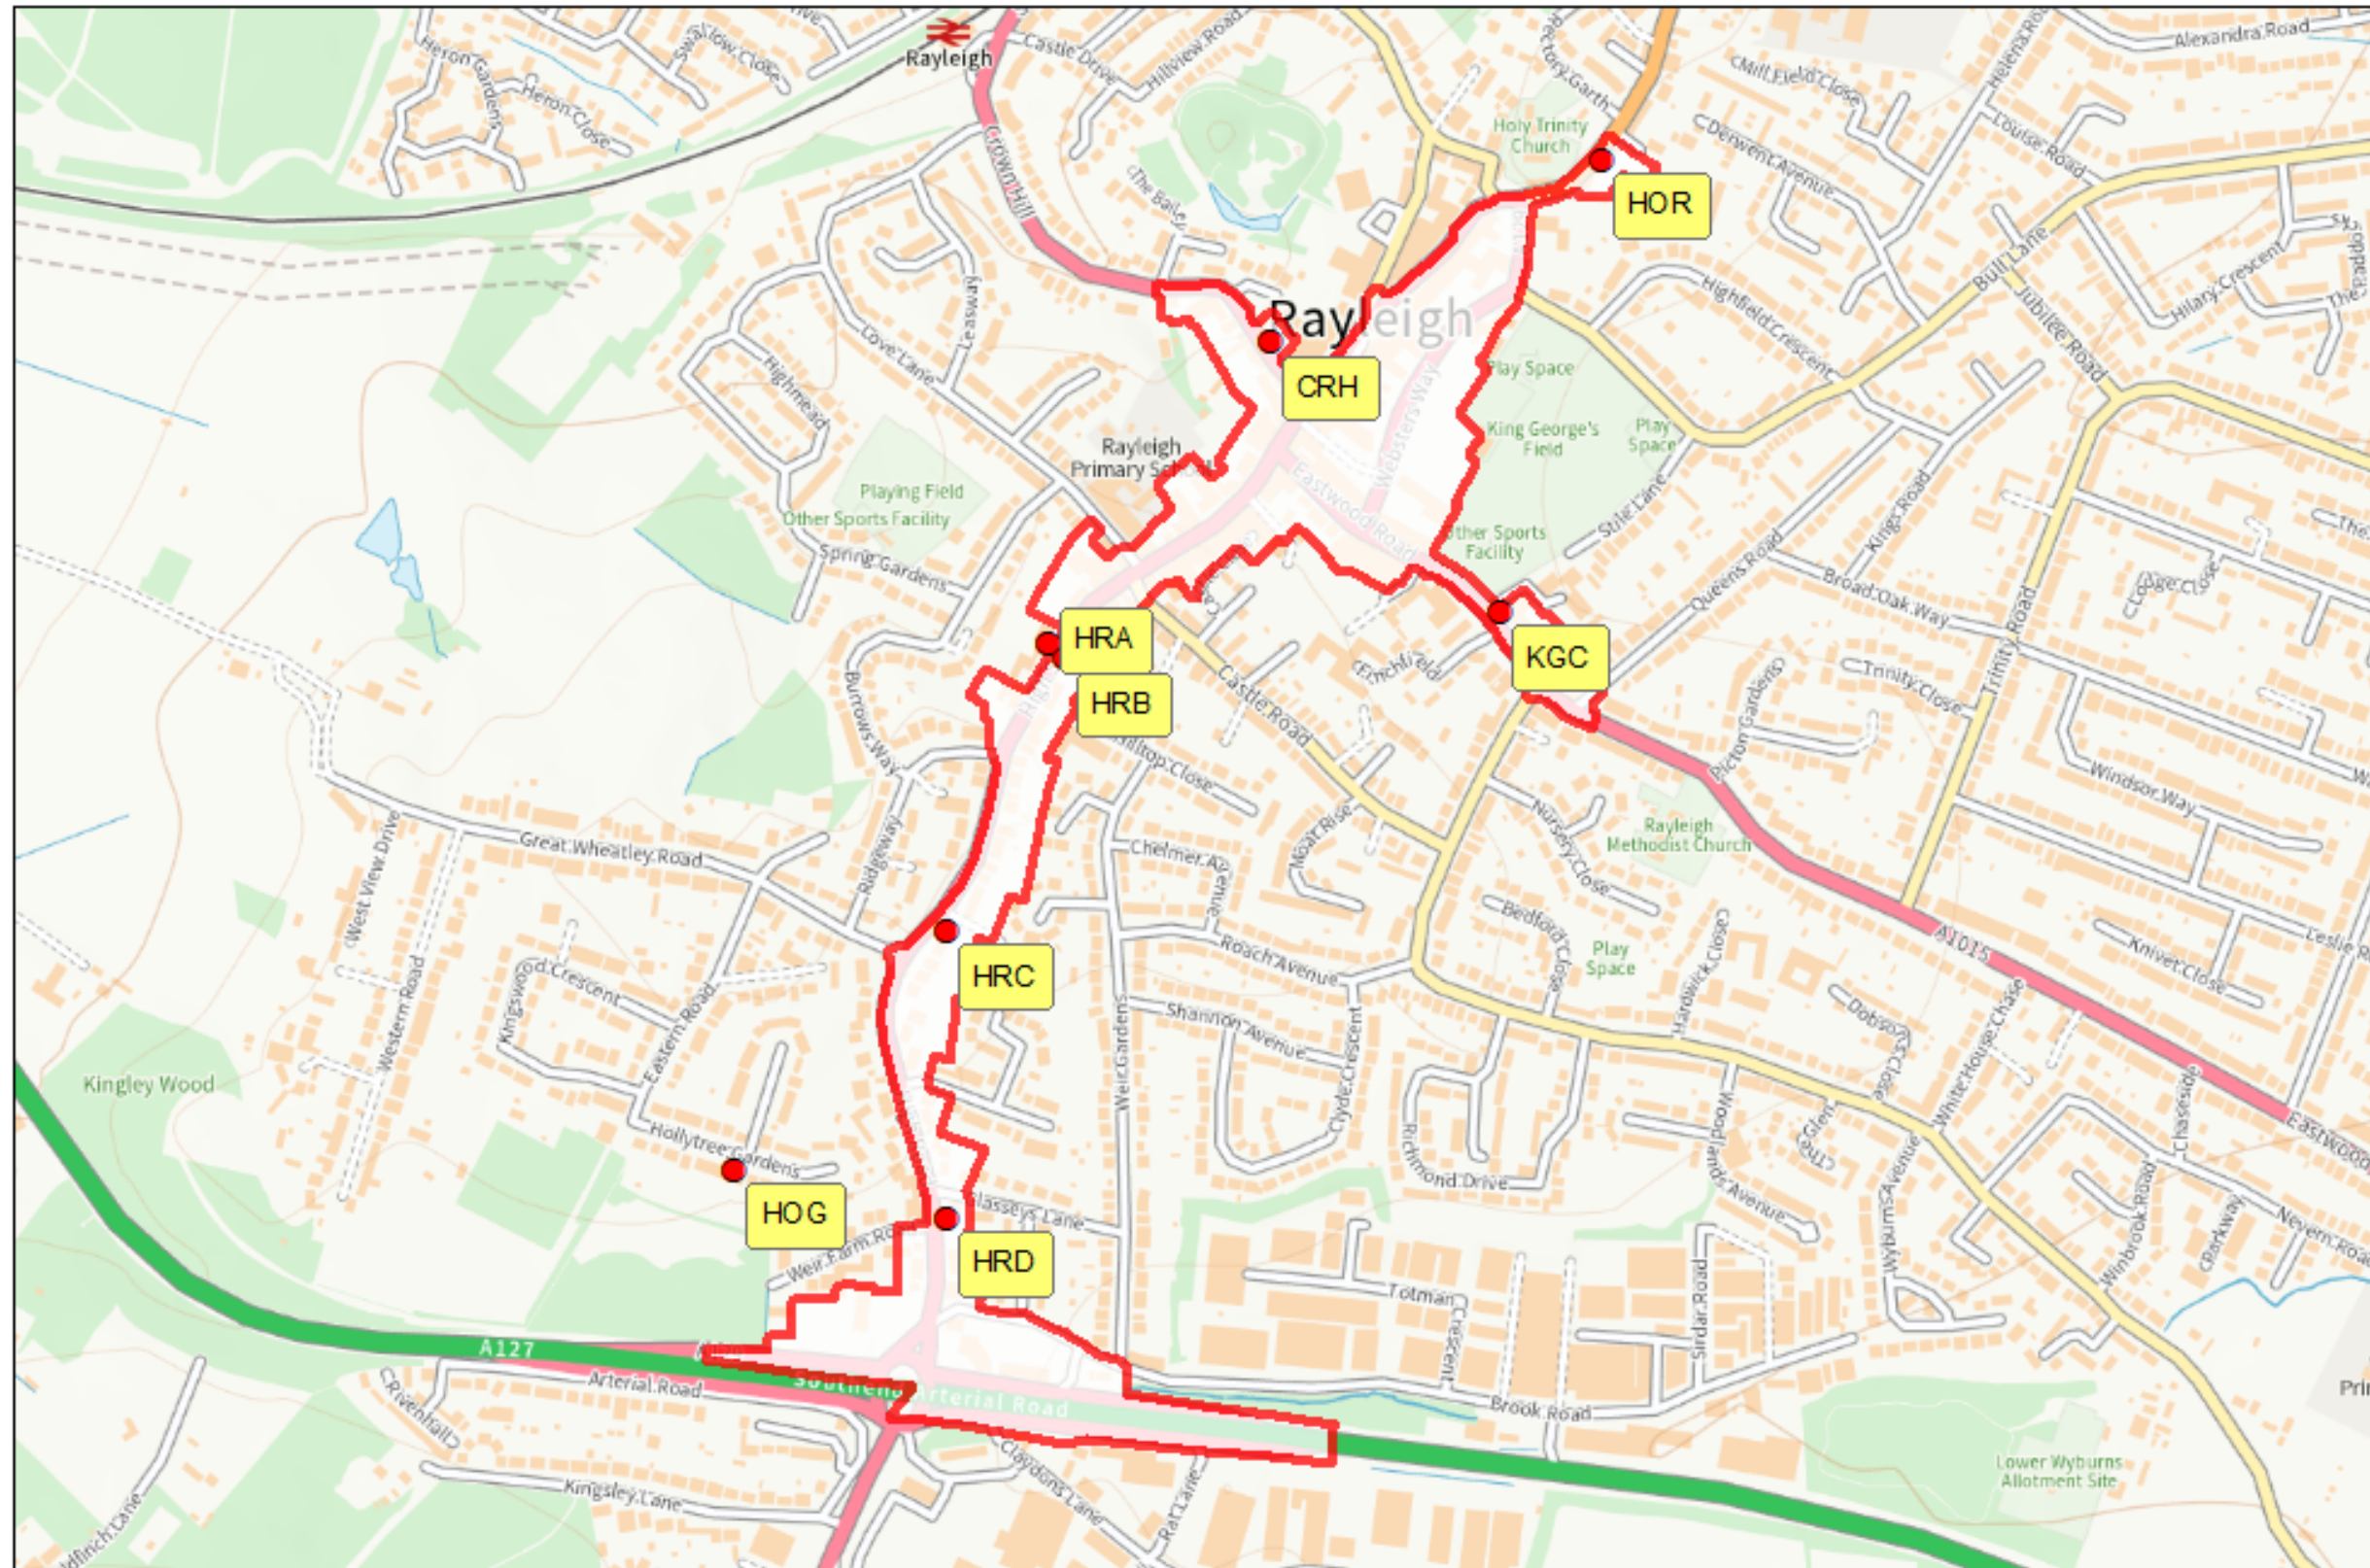 Heron Gardens
Swallow Close
Heron Close
Rayleigh
Castle Drive
Hillview Road
Crown Hill
The Bailey
Rectory Garth
Holy Trinity
Church
Mill Field Close
Helena
Alexandra Road
Louise Road
Derwent Avenue
HOR
Bull Lane
Hilary Crescent
Jubilee Road
Highfield Crescent
Leasway
Love Lane
Highmead
Rayleigh
CRH
Websters Way
Play Space
King George's
Field
Play
Space
Rayleigh
Primary School
Playing Field
Other Sports Facility
Eastwood Road
Other Sports
Facility
Stile Lane
Kings Road
Queens Road
Broad Oak Way
Spring Gardens
HRA
HRB
KGC
Finchfield
Castle Road
Burrows Way
Hilltop Close
Picton Gardens
Trinity Close
Trinity Road
Windsor Way
West View Drive
Great Wheatley Road
Ridgeway
Chelmer Avenue
Moat Rise
Nursery Close
Rayleigh
Methodist Church
Bedford Close
Play
Space
Hardwick Close
A1015
Knivet Close
Kingswood Crescent
Western Road
Eastern Road
HRC
Roach Avenue
Shannon Avenue
Weir Gardens
Clyde Crescent
Dobsons Close
White House Chase
Chaseside
Eastwood
Kingley Wood
Hollytree Gardens
HOG
Richmond Drive
Woodlands Avenue
The Glen
Wyburns Avenue
Winbrook Road
Parkway
Nevern Road
Weir Farm Road
Glasseys Lane
HRD
Totman Crescent
Sirdar Road
A127
Southend Arterial Road
Arterial Road
Rivenhall
Brook Road
Kingsley Lane
Claydons Lane
Rat Lane
Lower Wyburns
Allotment Site